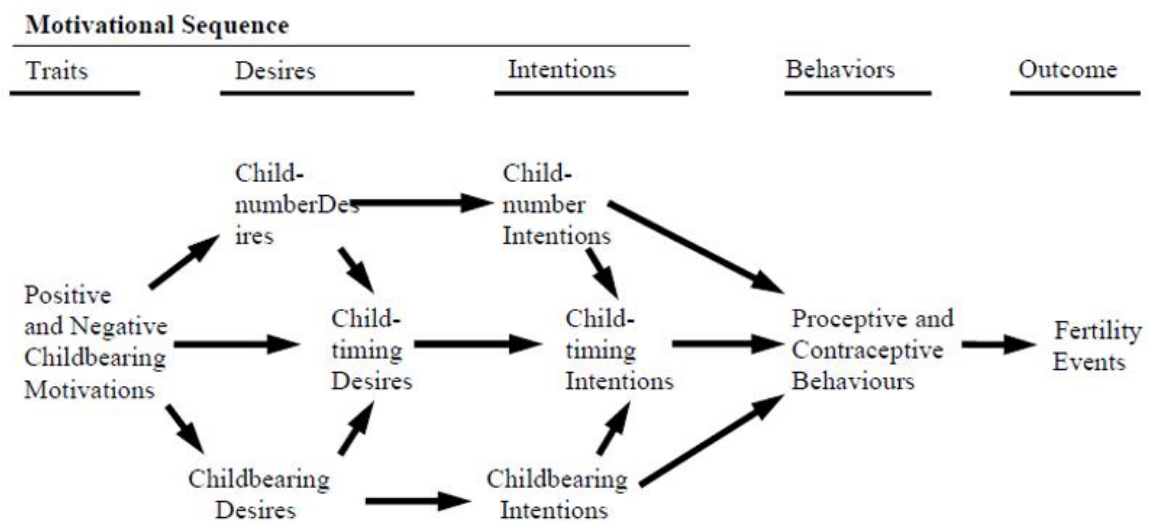 Motivational Sequence
Traits
Desires
Intentions
Behaviors
Outcome
Child-
numberDes
ires
Child-
number
Intentions
Positive
and Negative
Childbearing
Motivations
Child-
timing
Desires
Child-
timing
Intentions
Proceptive and
Contraceptive
Behaviours
Fertility
Events
Childbearing
Desires
Childbearing
Intentions